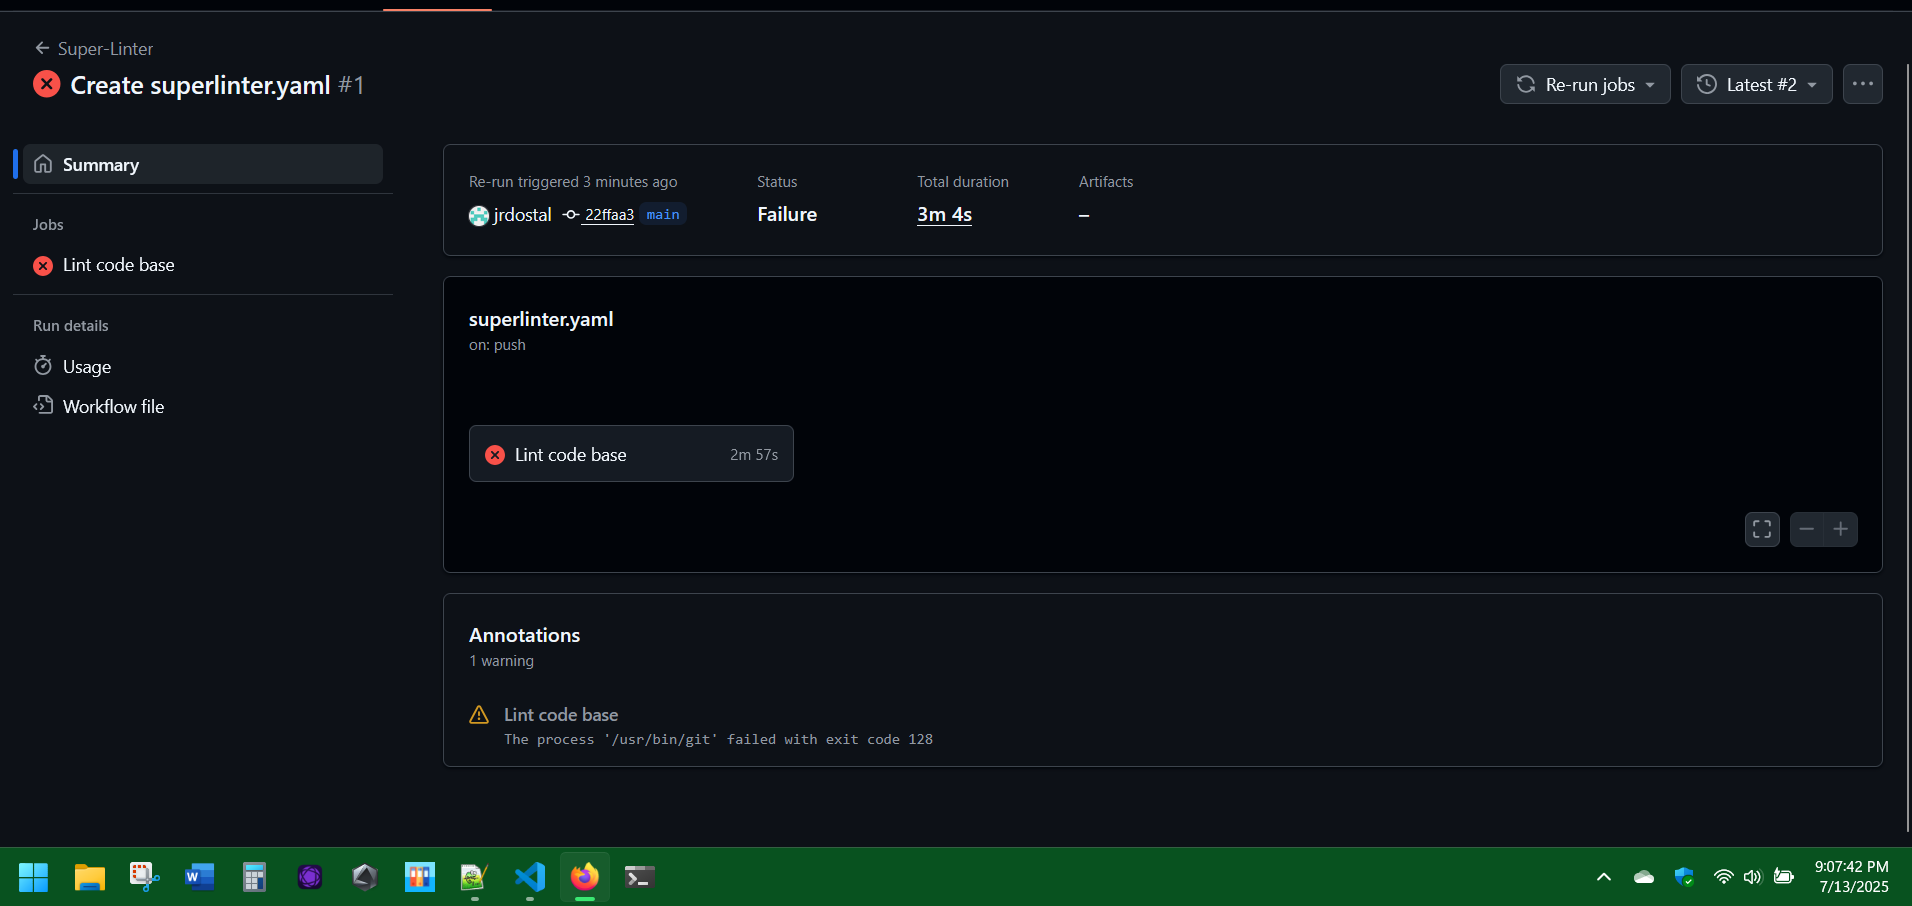 Super-Linter
Create superlinter.yaml #1
Re-run jobs
Latest #2
Summary
Jobs
Lint code base
Run details
Usage
Workflow file
Re-run triggered 3 minutes ago
jrdostal 22ffaa3 main
Status
Failure
Total duration
3m 4s
Artifacts
–
superlinter.yaml
on: push
Lint code base 2m 57s
Annotations
1 warning
Lint code base
The process '/usr/bin/git' failed with exit code 128
9:07:42 PM
7/13/2025